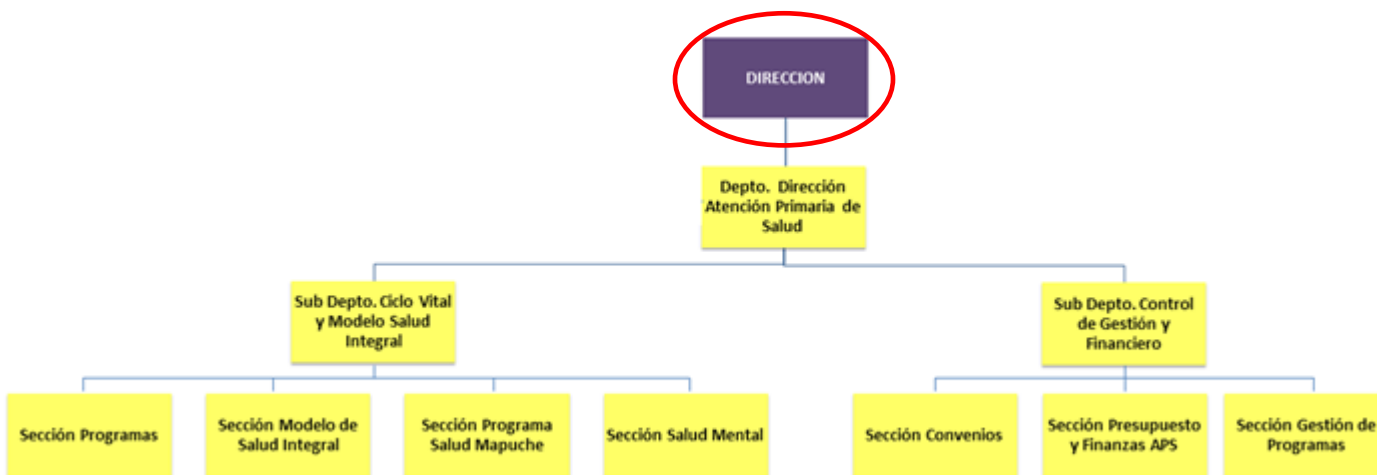 DIRECCION
Depto. Dirección
Atención Primaria de
Salud
Sub Depto. Ciclo Vital
y Modelo Salud
Integral
Sub Depto. Control
de Gestión y
Financiero
Sección Programas
Sección Modelo de
Salud Integral
Sección Programa
Salud Mapuche
Sección Salud Mental
Sección Convenios
Sección Presupuesto
y Finanzas APS
Sección Gestión de
Programas